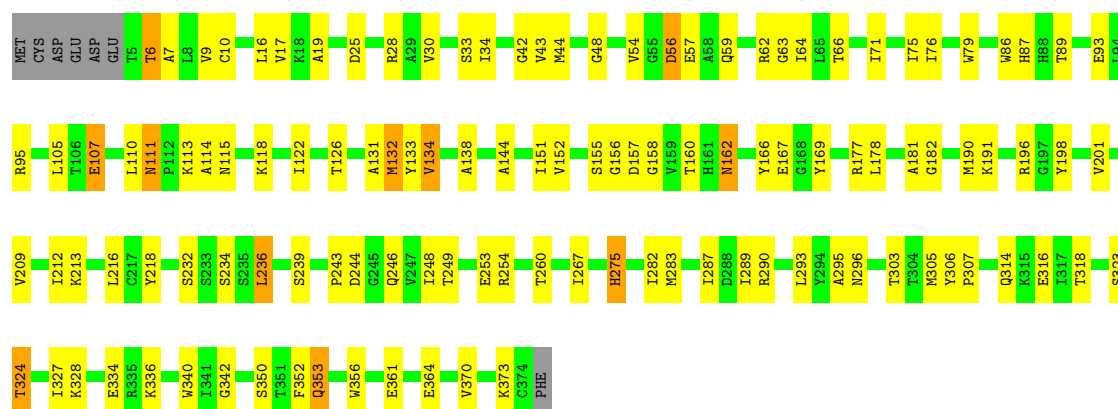 MET CYS ASP GLU ASP GLU T5 T6 A7 L8 V9 C10 L16 V17 K18 A19 D25 R28 A29 V30 S33 I34 G42 V43 M44 G48 V54 G55 D56 E57 A58 Q59 R62 G63 I64 L65 T66 I71 I75 I76 W79 W86 H87 H88 T89 E93 L94
R95 L105 T106 E107 L110 N111 P112 K113 A114 N115 K118 I122 T126 A131 M132 Y133 V134 A138 A144 I151 V152 S155 G156 D157 G158 V159 T160 H161 N162 Y166 E167 G168 Y169 R177 L178 A181 G182 M190 K191 R196 G197 Y198 V201
V209 I212 K213 L216 C217 Y218 S232 S233 S234 S235 L236 S239 P243 D244 G245 Q246 V247 I248 T249 E253 R254 T260 I267 H275 I282 M283 I287 D288 I289 R290 L293 Y294 A295 N296 T303 T304 M305 Y306 P307 Q314 K315 E316 I317 T318 S323
T324 I327 K328 E334 R335 K336 W340 I341 G342 S350 T351 F352 Q353 W356 E361 E364 V370 K373 C374 PHE